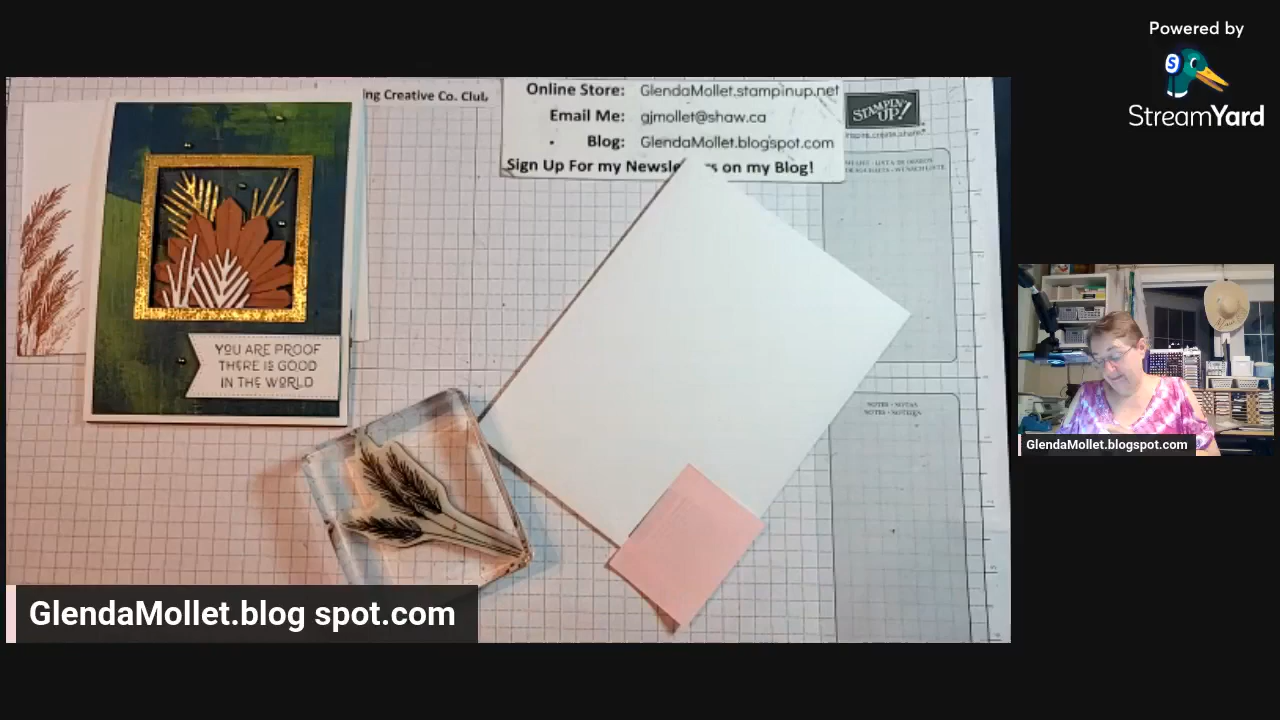 Powered by
StreamYard
ing Creative Co. Club,
Online Store: GlendaMollet.stampinup.net
Email Me: gjmollet@shaw.ca
Blog: GlendaMollet.blogspot.com
Sign Up For my on my Blog!
STAMPIN' UP!
YOU ARE PROOF
THERE IS GOOD
IN THE WORLD
NOTES • NOTAS
GlendaMollet.blogspot.com
GlendaMollet.blog spot.com